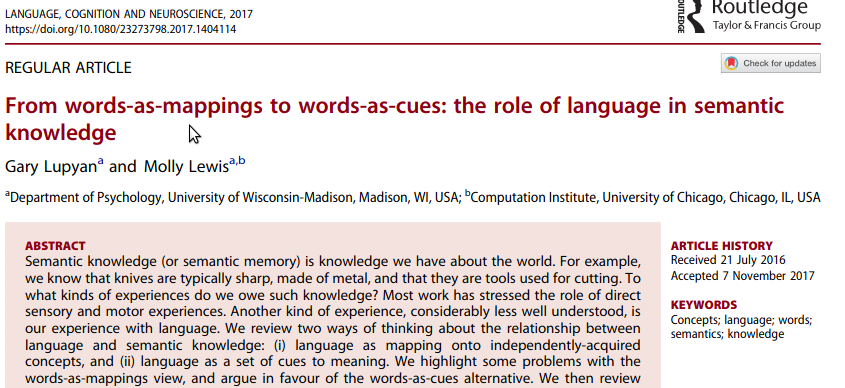 LANGUAGE, COGNITION AND NEUROSCIENCE, 2017
https://doi.org/10.1080/23273798.2017.1404114
ROUTLEDGE
Routledge
Taylor & Francis Group
REGULAR ARTICLE
Check for updates
From words-as-mappings to words-as-cues: the role of language in semantic
knowledge
Gary Lupyanᵃ and Molly Lewisᵃ,ᵇ
ᵃDepartment of Psychology, University of Wisconsin-Madison, Madison, WI, USA; ᵇComputation Institute, University of Chicago, Chicago, IL, USA
ABSTRACT
Semantic knowledge (or semantic memory) is knowledge we have about the world. For example,
we know that knives are typically sharp, made of metal, and that they are tools used for cutting. To
what kinds of experiences do we owe such knowledge? Most work has stressed the role of direct
sensory and motor experiences. Another kind of experience, considerably less well understood, is
our experience with language. We review two ways of thinking about the relationship between
language and semantic knowledge: (i) language as mapping onto independently-acquired
concepts, and (ii) language as a set of cues to meaning. We highlight some problems with the
words-as-mappings view, and argue in favour of the words-as-cues alternative. We then review
ARTICLE HISTORY
Received 21 July 2016
Accepted 7 November 2017
KEYWORDS
Concepts; language; words;
semantics; knowledge